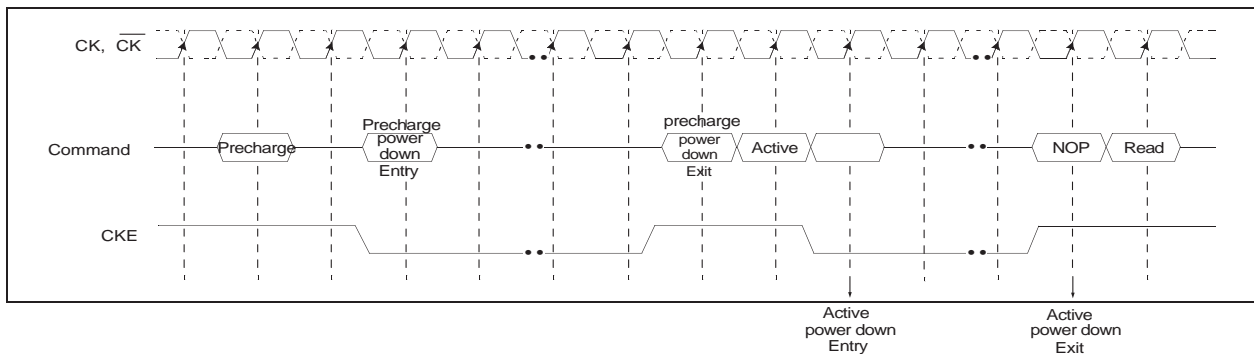 CK, CK
Command
Precharge
Precharge
power
down
Entry
precharge
power
down
Exit
Active
NOP
Read
CKE
Active
power down
Entry
Active
power down
Exit